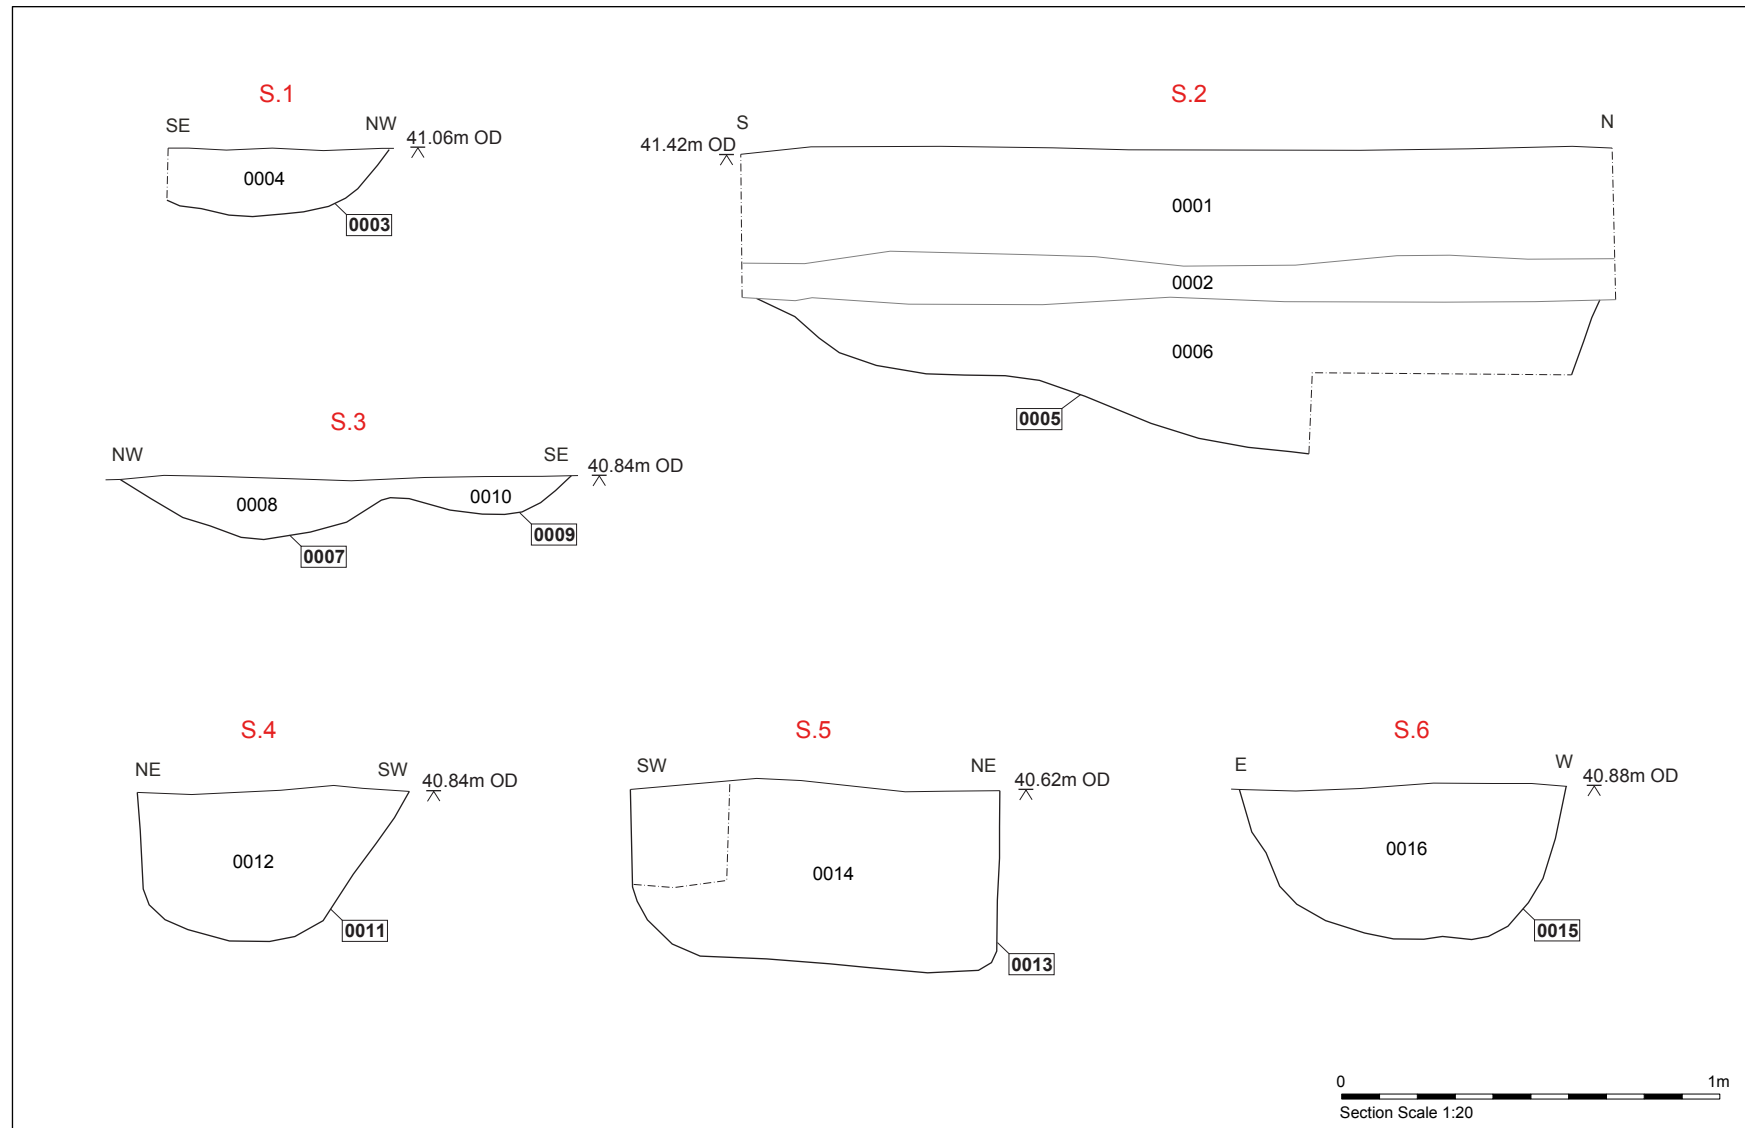 S.1
SE NW 41.06m OD
0004
0003
S.2
S N
41.42m OD
0001
0002
0006
0005
S.3
NW SE 40.84m OD
0008 0010
0007 0009
S.4
NE SW 40.84m OD
0012
0011
S.5
SW NE 40.62m OD
0014
0013
S.6
E W 40.88m OD
0016
0015
0 1m
Section Scale 1:20